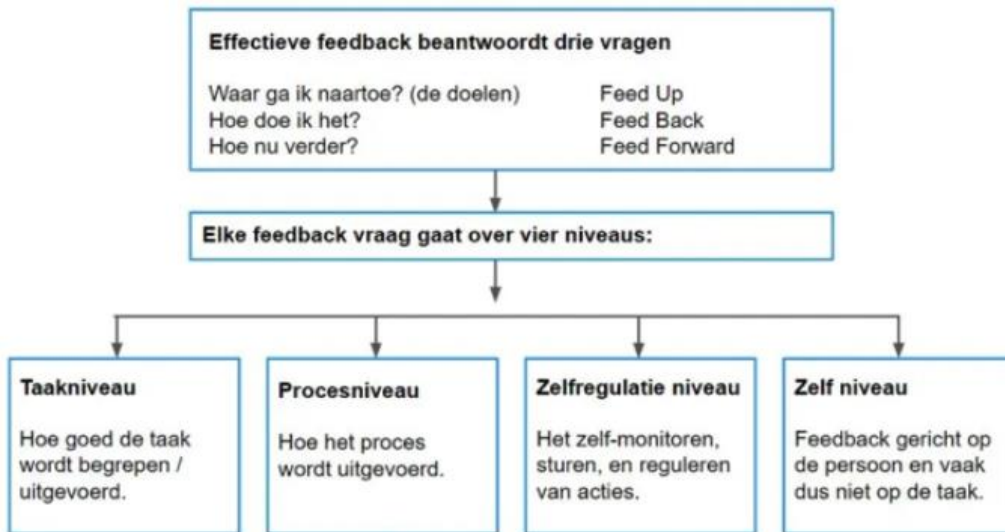 Effectieve feedback beantwoordt drie vragen
Waar ga ik naartoe? (de doelen) Feed Up
Hoe doe ik het? Feed Back
Hoe nu verder? Feed Forward
Elke feedback vraag gaat over vier niveaus:
Taakniveau
Hoe goed de taak
wordt begrepen /
uitgevoerd.
Procesniveau
Hoe het proces
wordt uitgevoerd.
Zelfregulatie niveau
Het zelf-monitoren,
sturen, en reguleren
van acties.
Zelf niveau
Feedback gericht op
de persoon en vaak
dus niet op de taak.